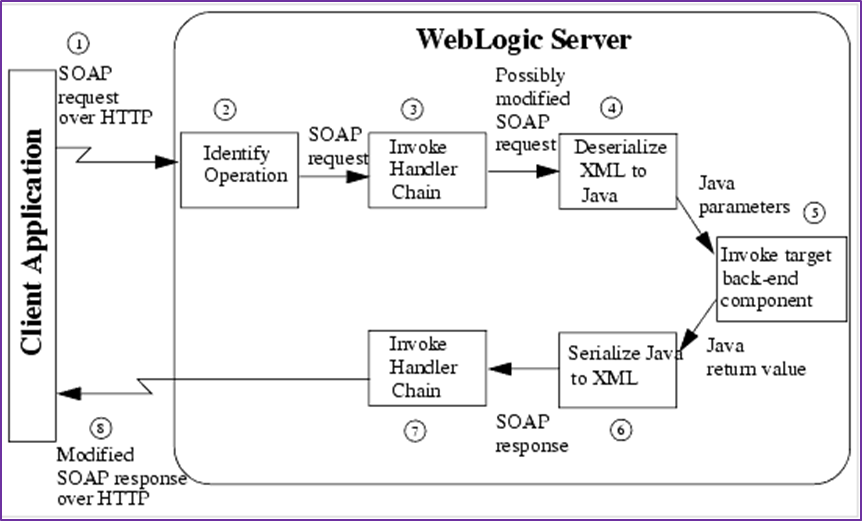 WebLogic Server
Client Application
1
SOAP
request
over HTTP
2
Identify
Operation
SOAP
request
3
Invoke
Handler
Chain
Possibly
modified
SOAP
request
4
Deserialize
XML to
Java
Java
parameters
5
Invoke target
back-end
component
Java
return value
Serialize Java
to XML
6
SOAP
response
Invoke
Handler
Chain
7
8
Modified
SOAP response
over HTTP